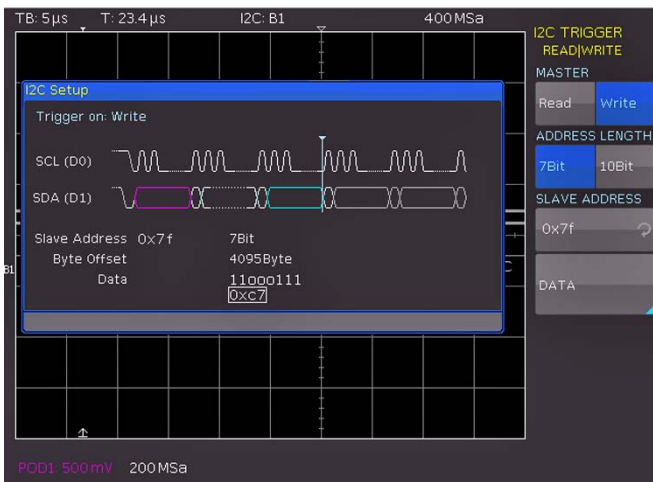 TB: 5µs T: 23.4µs I2C: B1 400MSa
I2C TRIGGER
READ|WRITE
MASTER
Read Write
ADDRESS LENGTH
7Bit 10Bit
SLAVE ADDRESS
0x7f
DATA
I2C Setup
Trigger on: Write
SCL (D0)
SDA (D1)
Slave Address 0x7f 7Bit
Byte Offset 4095Byte
Data 11000111
0xc7
B1
POD1: 500mV 200MSa